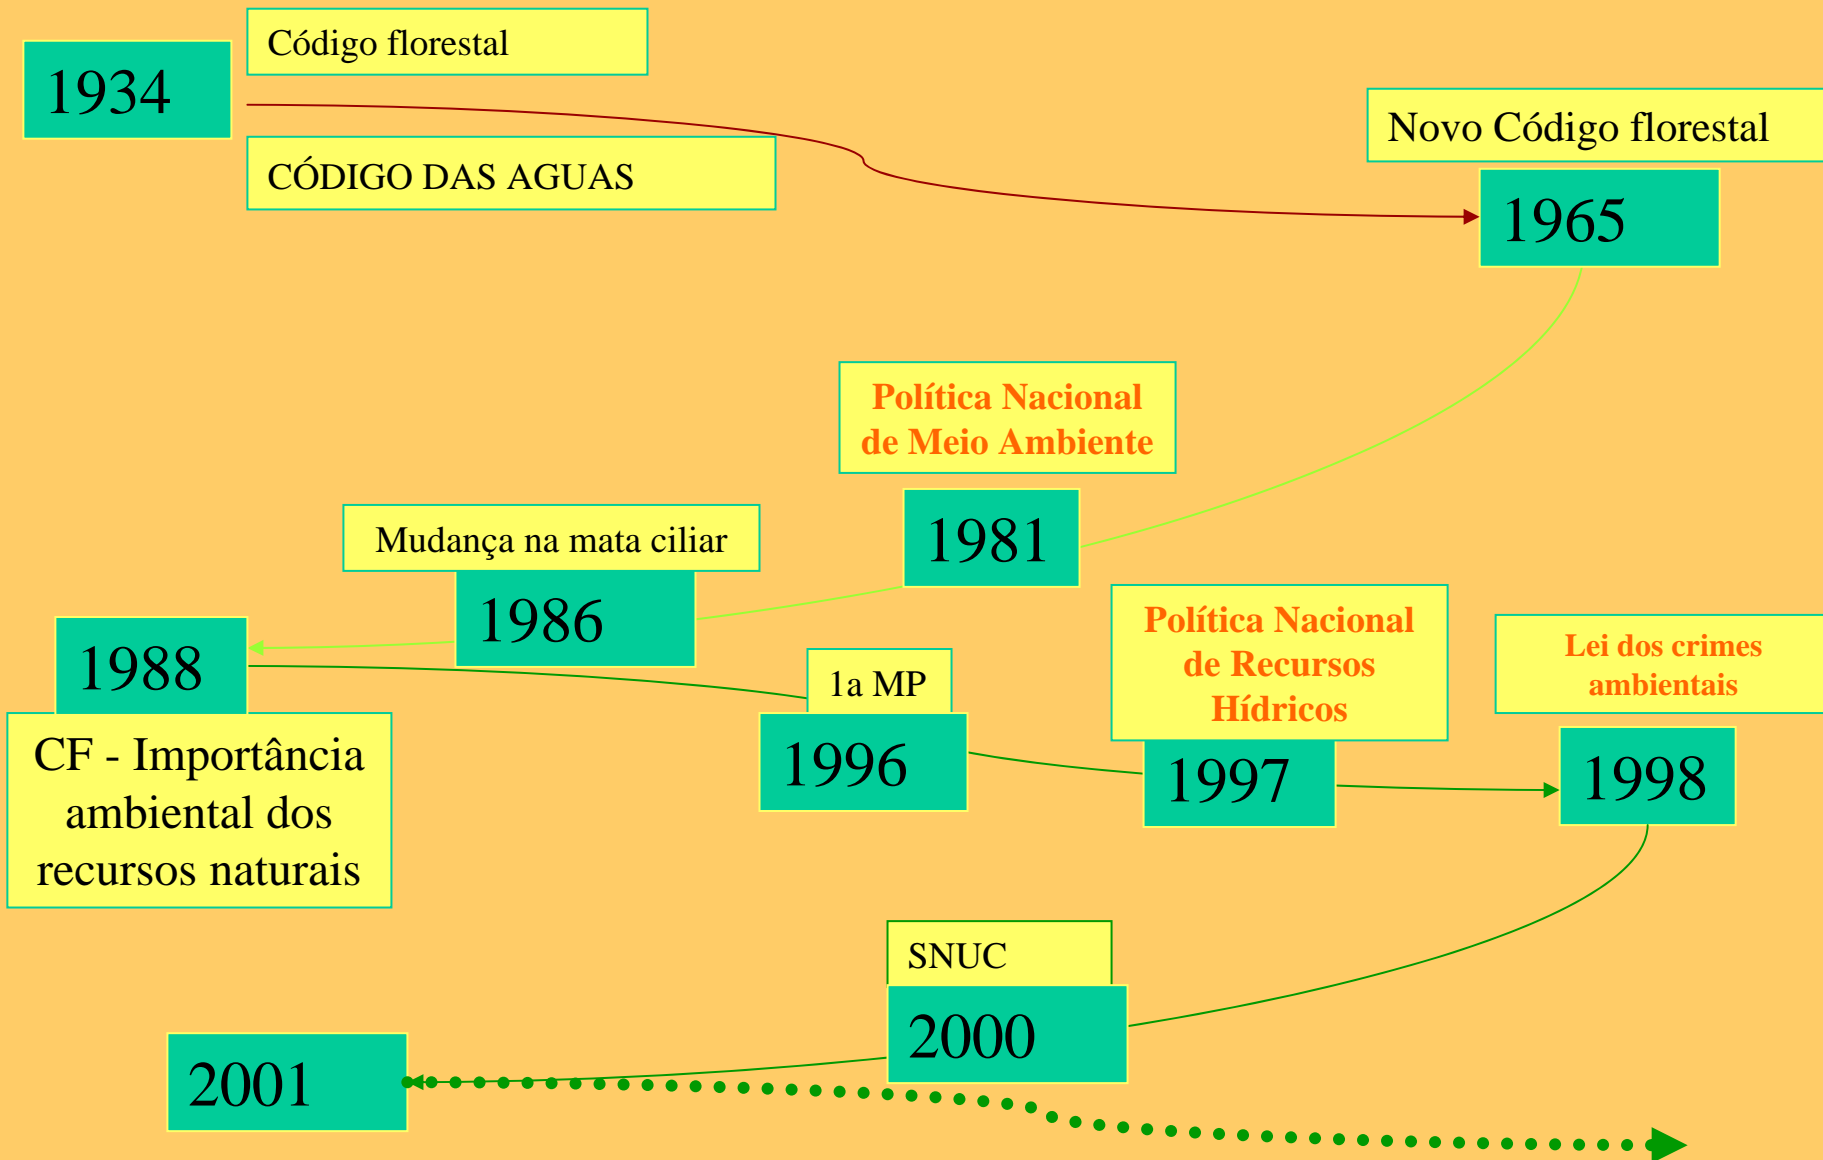 Código florestal
1934
CÓDIGO DAS AGUAS
Novo Código florestal
1965
Política Nacional
de Meio Ambiente
1981
Mudança na mata ciliar
1986
1988
CF - Importância
ambiental dos
recursos naturais
1a MP
1996
Política Nacional
de Recursos
Hídricos
1997
Lei dos crimes
ambientais
1998
SNUC
2000
2001